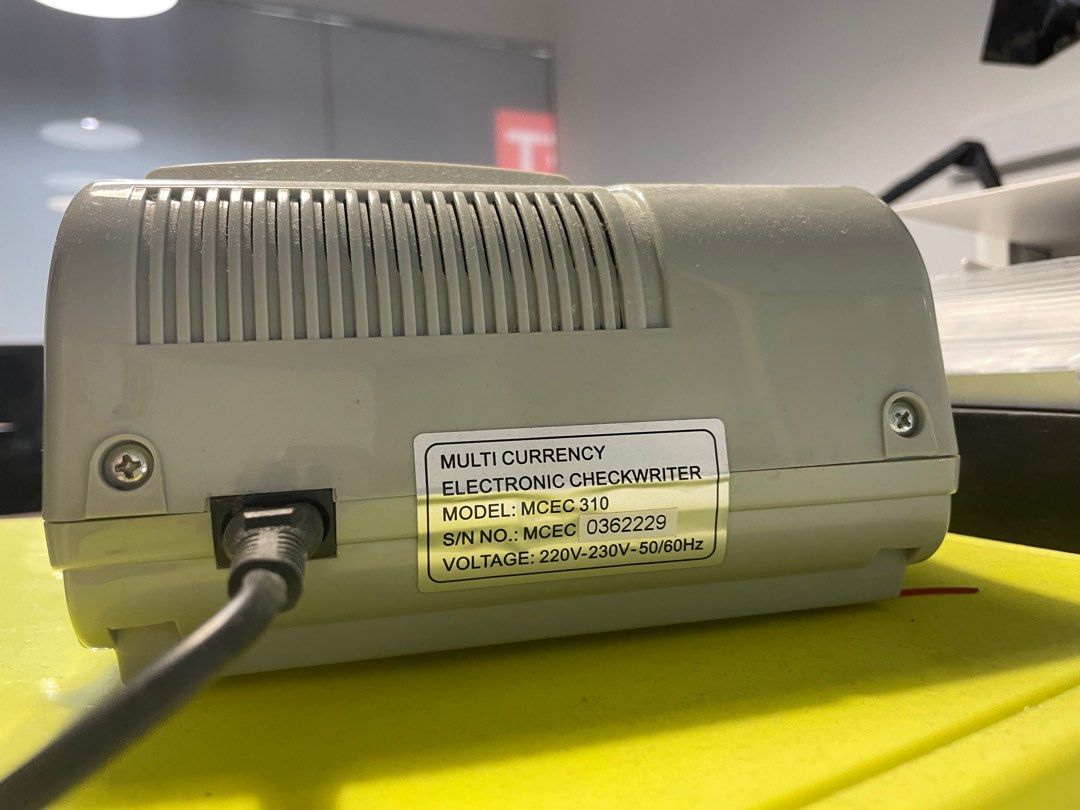 T
MULTI CURRENCY
ELECTRONIC CHECKWRITER
MODEL: MCEC 310
S/N NO.: MCEC 0362229
VOLTAGE: 220V-230V~50/60Hz